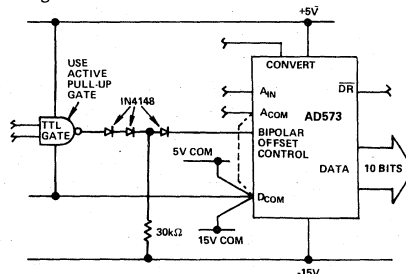 +5V
USE
ACTIVE
PULL-UP
GATE
CONVERT
DR
IN4148
AIN
ACOM
AD573
TTL
GATE
BIPOLAR
OFFSET
CONTROL
5V COM
DATA
10 BITS
DCOM
30kΩ
15V COM
-15V